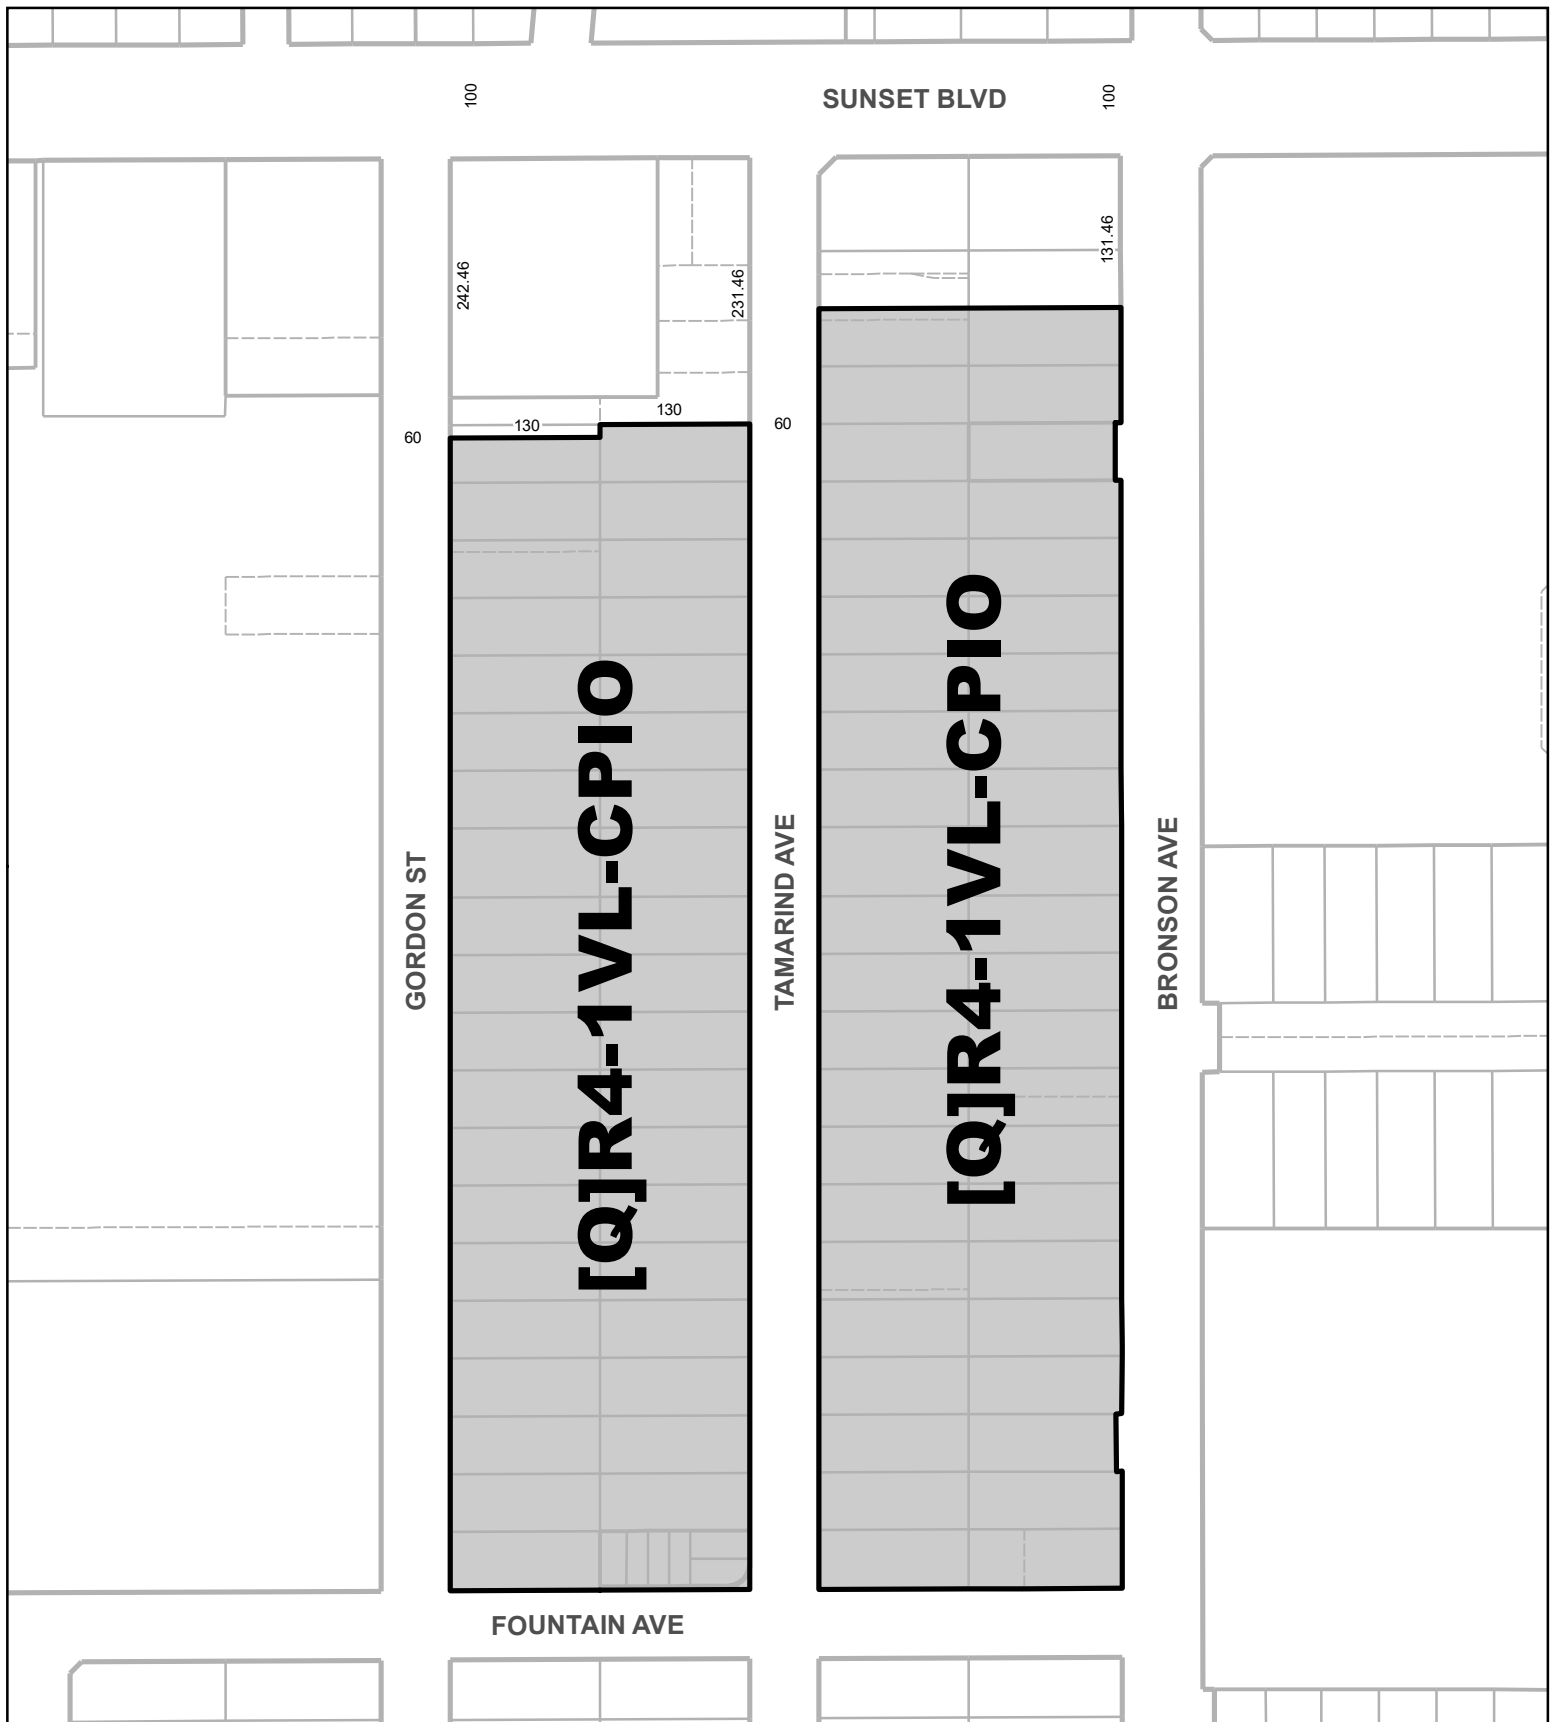 SUNSET BLVD
100
100
242.46
231.46
131.46
130
130
60
60
[Q]R4-1VL-CPIO
[Q]R4-1VL-CPIO
GORDON ST
TAMARIND AVE
BRONSON AVE
FOUNTAIN AVE